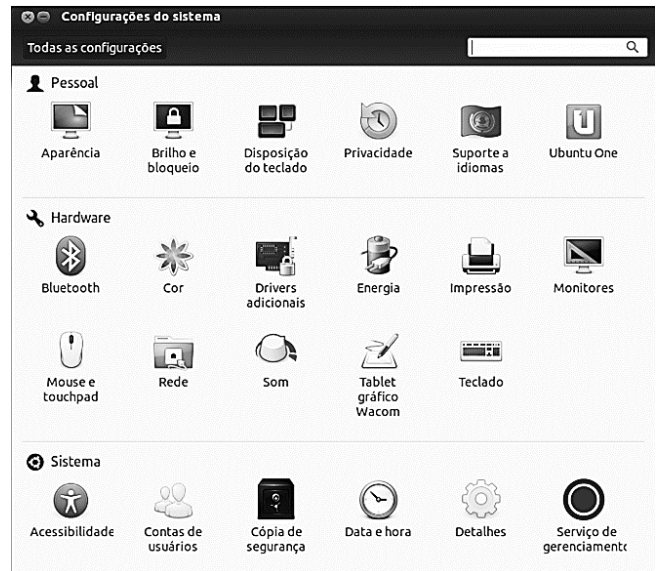 Configurações do sistema
Todas as configurações
Pessoal
Aparência
Brilho e
bloqueio
Disposição
do teclado
Privacidade
Suporte a
idiomas
Ubuntu One
Hardware
Bluetooth
Cor
Drivers
adicionais
Energia
Impressão
Monitores
Mouse e
touchpad
Rede
Som
Tablet
gráfico
Wacom
Teclado
Sistema
Acessibilidade
Contas de
usuários
Cópia de
segurança
Data e hora
Detalhes
Serviço de
gerenciamento